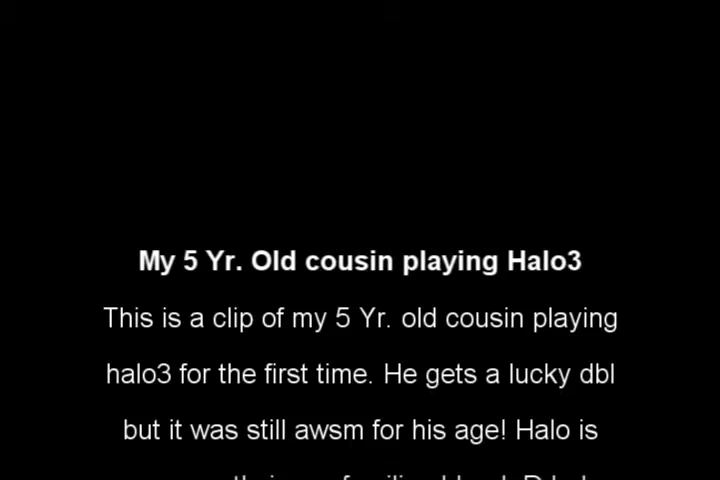 My 5 Yr. Old cousin playing Halo3
This is a clip of my 5 Yr. old cousin playing
halo3 for the first time. He gets a lucky dbl
but it was still awsm for his age! Halo is